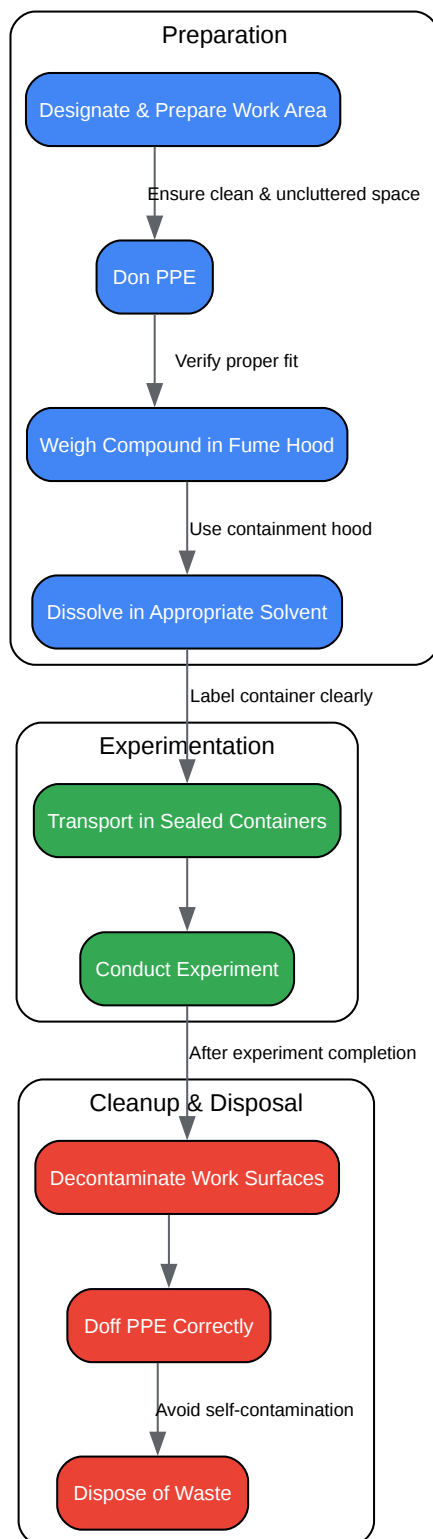 Preparation
Designate & Prepare Work Area
Ensure clean & uncluttered space
Don PPE
Verify proper fit
Weigh Compound in Fume Hood
Use containment hood
Dissolve in Appropriate Solvent
Label container clearly
Experimentation
Transport in Sealed Containers
Conduct Experiment
After experiment completion
Cleanup & Disposal
Decontaminate Work Surfaces
Doff PPE Correctly
Avoid self-contamination
Dispose of Waste